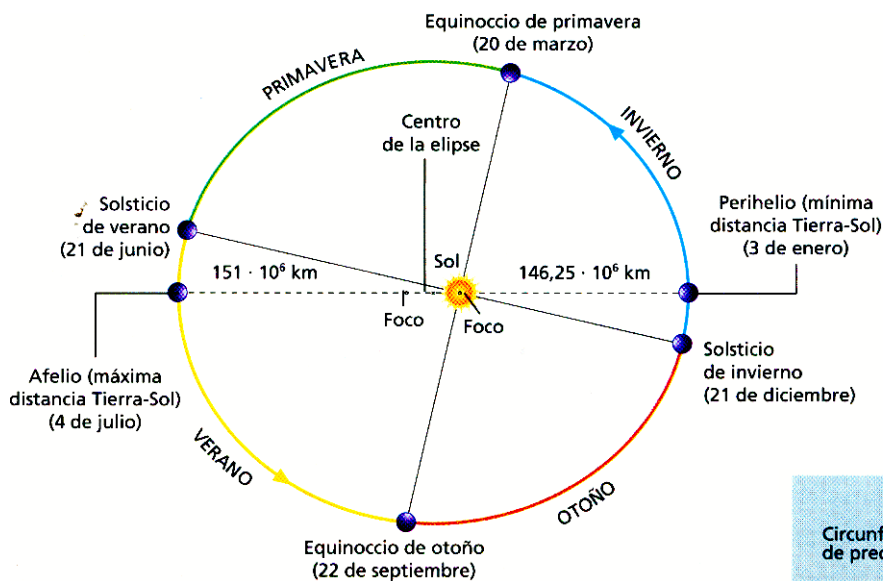 Equinoccio de primavera
(20 de marzo)
PRIMAVERA
INVIERNO
Centro
de la elipse
Solsticio
de verano
(21 de junio)
Perihelio (mínima
distancia Tierra-Sol)
(3 de enero)
Sol
151 · 10⁶ km
146,25 · 10⁶ km
Foco
Foco
Afelio (máxima
distancia Tierra-Sol)
(4 de julio)
Solsticio
de invierno
(21 de diciembre)
VERANO
OTOÑO
Equinoccio de otoño
(22 de septiembre)